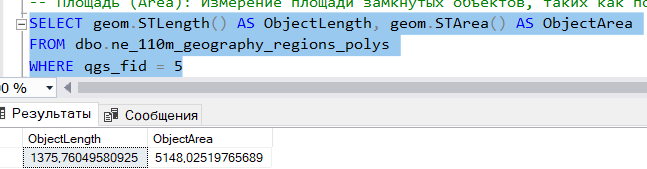 -- Площадь (Area): Измерение площади замкнутых объектов, таких как по
SELECT geom.STLength() AS ObjectLength, geom.STArea() AS ObjectArea
FROM dbo.ne_110m_geography_regions_polys
WHERE qgs_fid = 5
00 %
Результаты Сообщения
ObjectLength ObjectArea
1375,76049580925 5148,02519765689